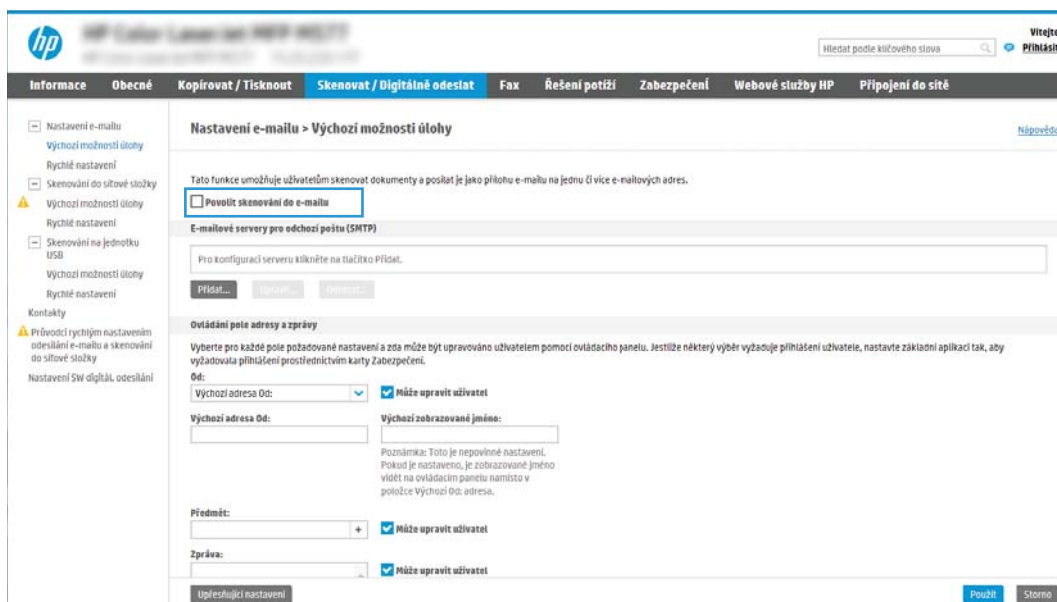 hp
HP Color LaserJet MFP M577
Vítejte
Hledat podle klíčového slova
Přihlásit
Informace Obecné Kopírovat / Tisknout Skenovat / Digitálně odeslat Fax Řešení potíží Zabezpečení Webové služby HP Připojení do sítě
Nastavení e-mailu
Výchozí možnosti úlohy
Rychlé nastavení
Skenování do síťové složky
Výchozí možnosti úlohy
Rychlé nastavení
Skenování na jednotku
USB
Výchozí možnosti úlohy
Rychlé nastavení
Kontakty
Průvodci rychlým nastavením
odesílání e-mailo a skenování
do síťové složky
Nastavení SW digitál. odesílání
Nastavení e-mailu > Výchozí možnosti úlohy
Nápověda
Tato funkce umožňuje uživatelům skenovat dokumenty a posílat je jako přílohu e-mailu na jednu či více e-mailových adres.
Povolit skenování do e-mailu
E-mailové servery pro odchozí poštu (SMTP)
Pro konfiguraci serveru klikněte na tlačítko Přidat.
Přidat... Upravit...
Ovládání pole adresy a zprávy
Vyberte pro každé pole požadované nastavení a zda může být upravováno uživatelem pomocí ovládacího panelu. Jestliže některý výběr vyžaduje přihlášení uživatele, nastavte základní aplikaci tak, aby
vyžadovala přihlášení prostřednictvím karty Zabezpečení.
Od:
Výchozí adresa Od: Může upravit uživatel
Výchozí adresa Od: Výchozí zobrazované jméno:
Poznámka: Toto je nepovinné nastavení.
Pokud je nastaveno, je zobrazované jméno
vidět na ovládacím panelu namísto v
položce Výchozí Od: adresa.
Předmět:
+ Může upravit uživatel
Zpráva:
Může upravit uživatel
Upřesňující nastavení Použít Storno